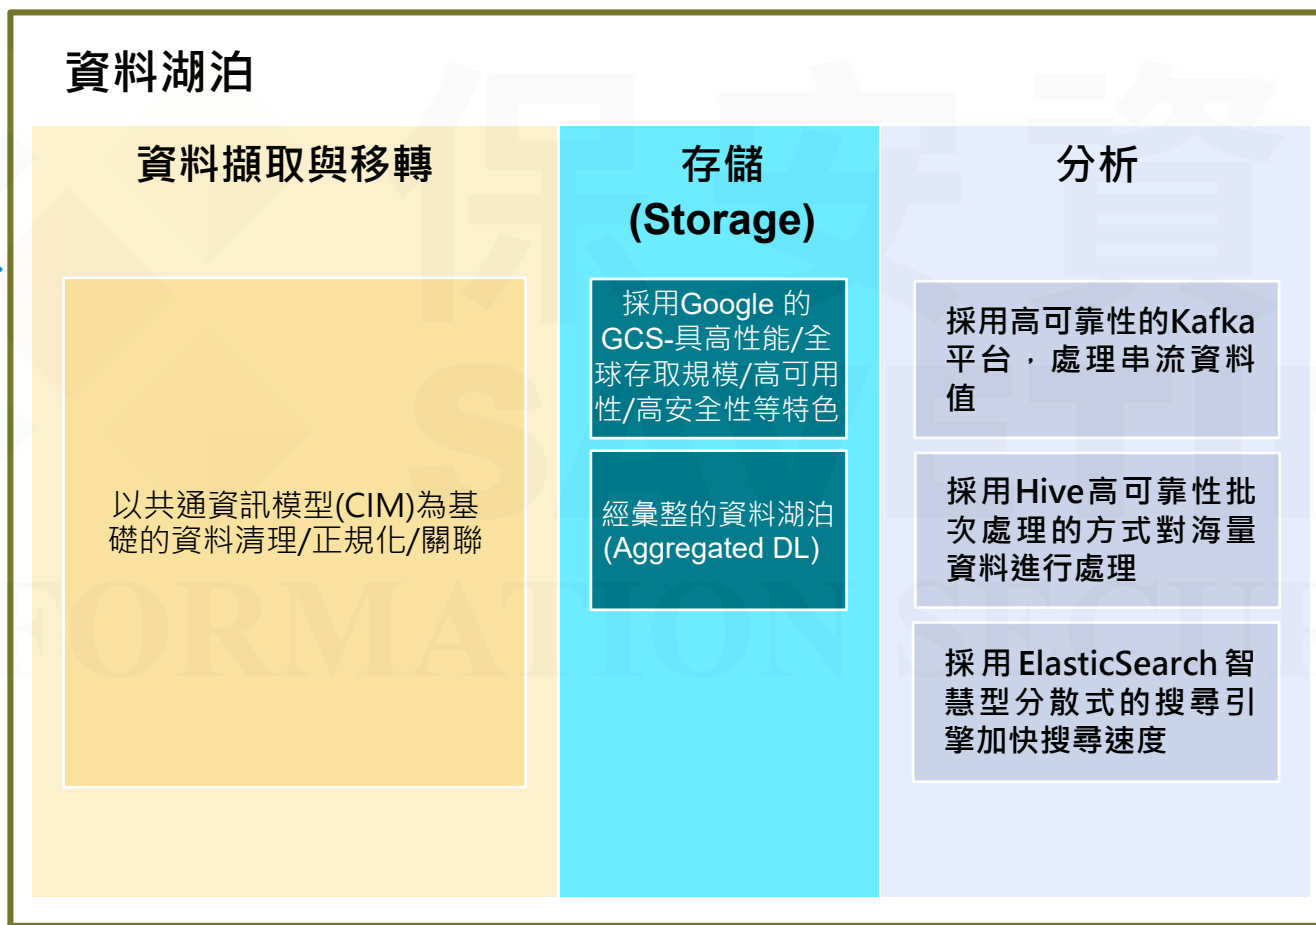 資料湖泊
資料擷取與移轉
以共通資訊模型(CIM)為基
礎的資料清理/正規化/關聯
存儲
(Storage)
採用Google 的
GCS-具高性能/全
球存取規模/高可用
性/高安全性等特色
經彙整的資料湖泊
(Aggregated DL)
分析
採用高可靠性的Kafka
平台，處理串流資料
值
採用Hive高可靠性批
次處理的方式對海量
資料進行處理
採用ElasticSearch智
慧型分散式的搜尋引
擎加快搜尋速度
保安資